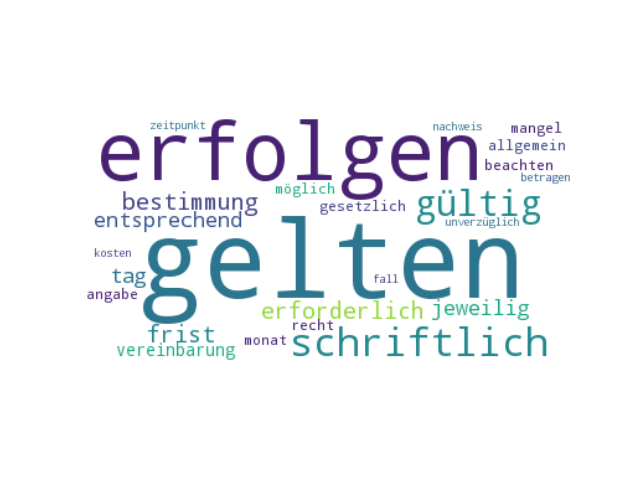 zeitpunkt
nachweis
mangel
erfolgen
allgemein
beachten
betragen
möglich
bestimmung
gesetzlich
gültig
entsprechend
unverzüglich
gelten
kosten
tag
fall
angabe
erforderlich
jeweilig
frist
recht
schriftlich
monat
vereinbarung